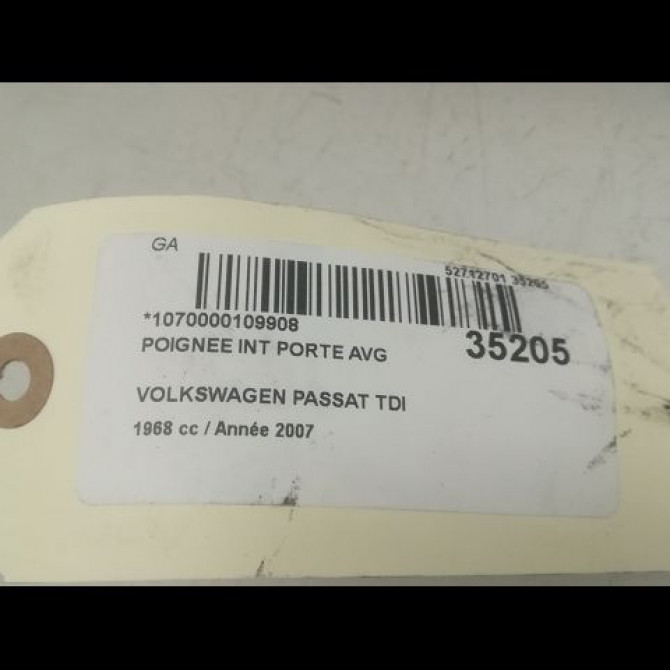 GA
52712701 35205
*1070000109908
35205
POIGNEE INT PORTE AVG
VOLKSWAGEN PASSAT TDI
1968 cc / Année 2007